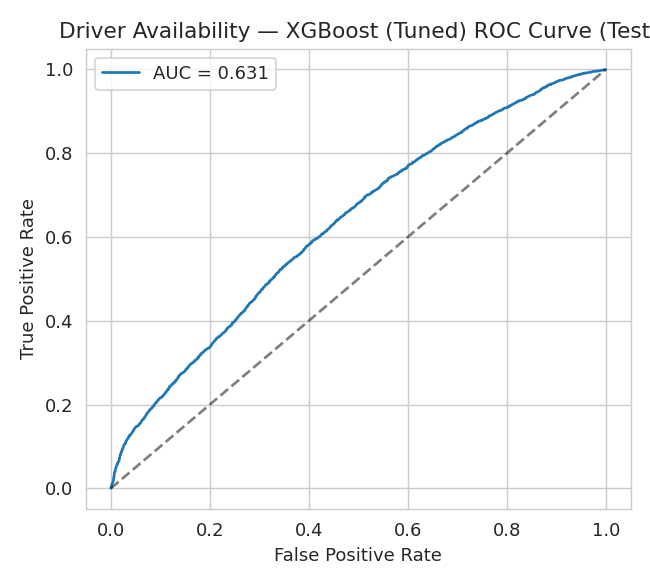 Driver Availability — XGBoost (Tuned) ROC Curve (Test
AUC = 0.631
1.0
0.8
0.6
0.4
0.2
0.0
True Positive Rate
0.0 0.2 0.4 0.6 0.8 1.0
False Positive Rate